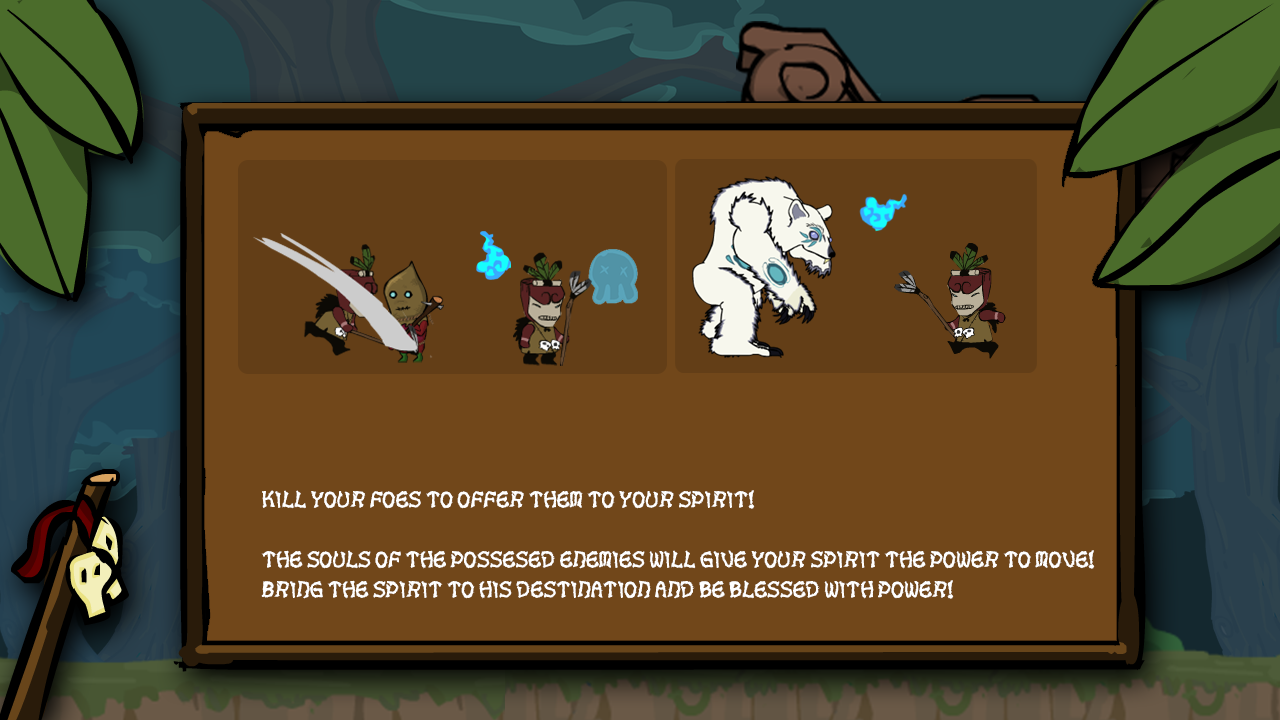 KILL YOUR FOES TO OFFER THEM TO YOUR SPIRIT!
THE SOULS OF THE POSSESED ENEMIES WILL GIVE YOUR SPIRIT THE POWER TO MOVE!
BRING THE SPIRIT TO HIS DESTINATION AND BE BLESSED WITH POWER!